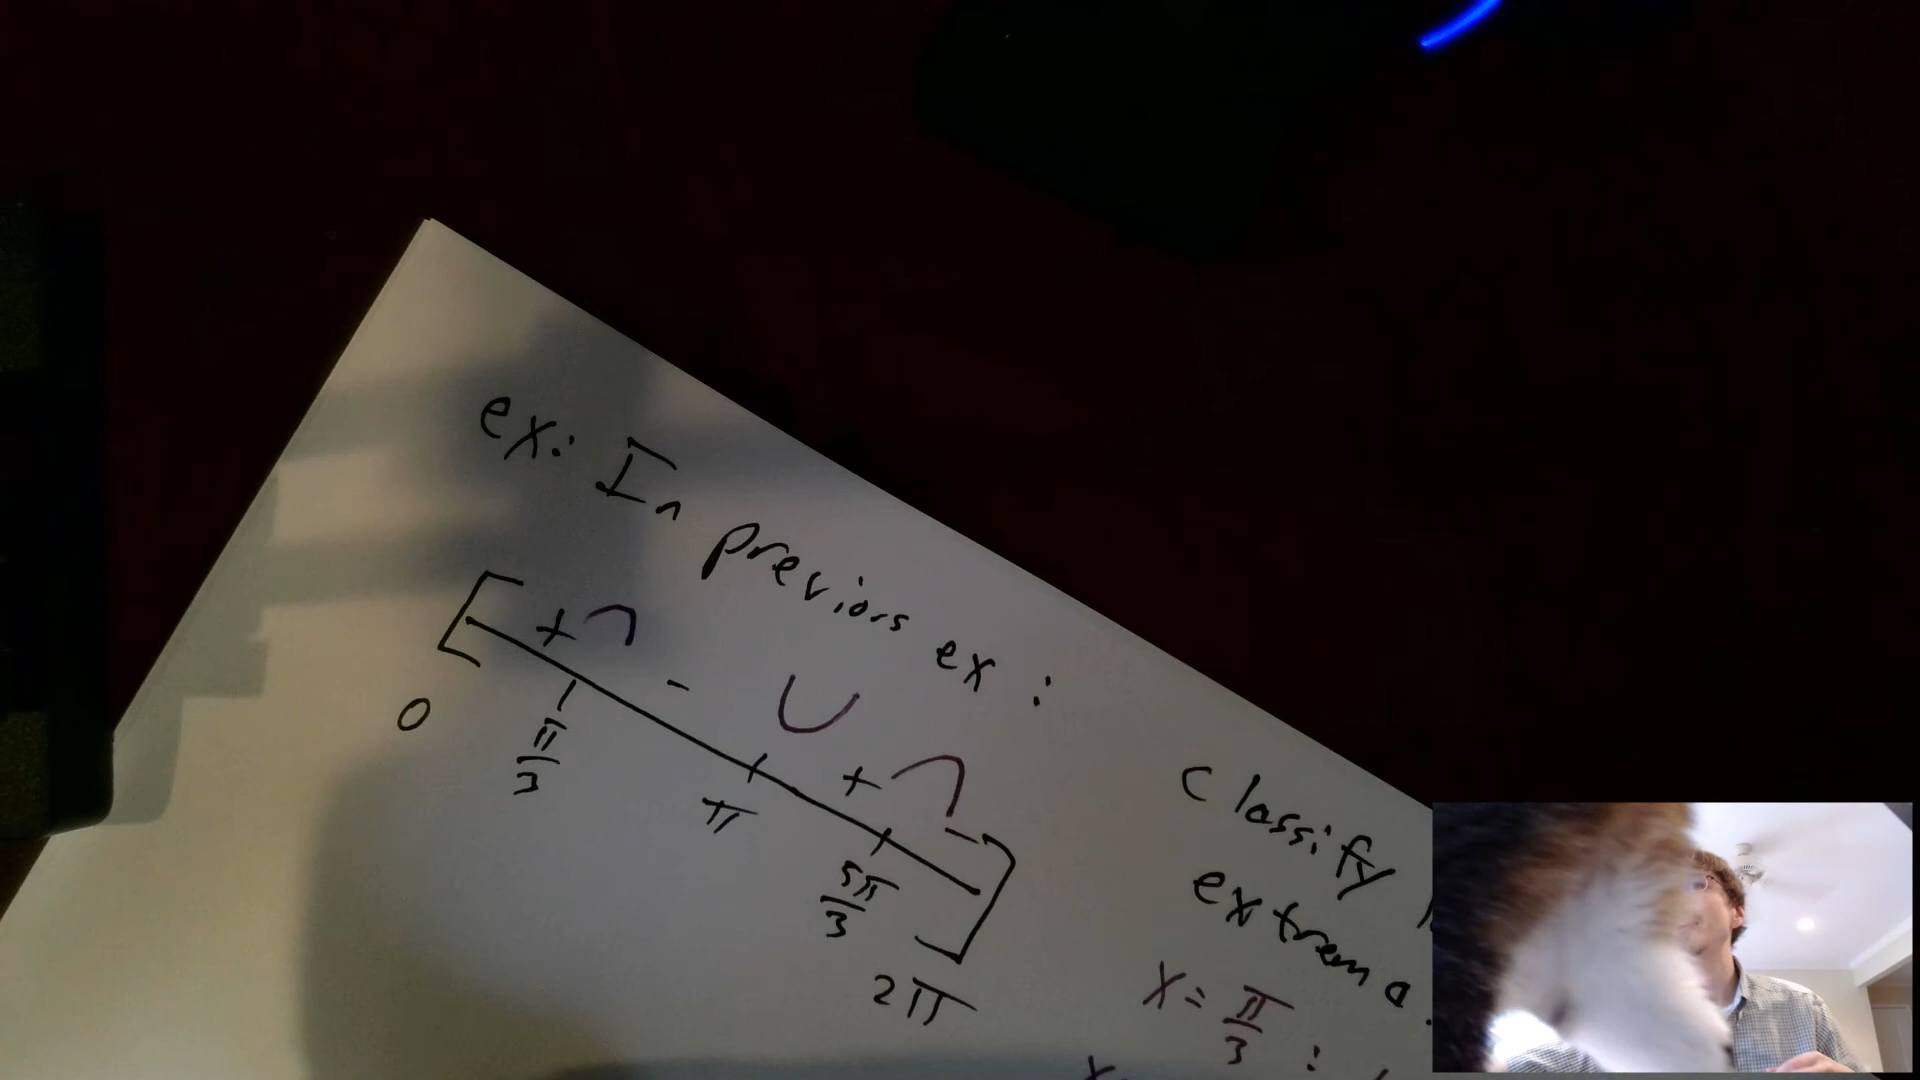 ex: In previous ex:
[ + - + - ]
0 π/3 π 5π/3 2π
Classify
extrema.
x = π/3 :